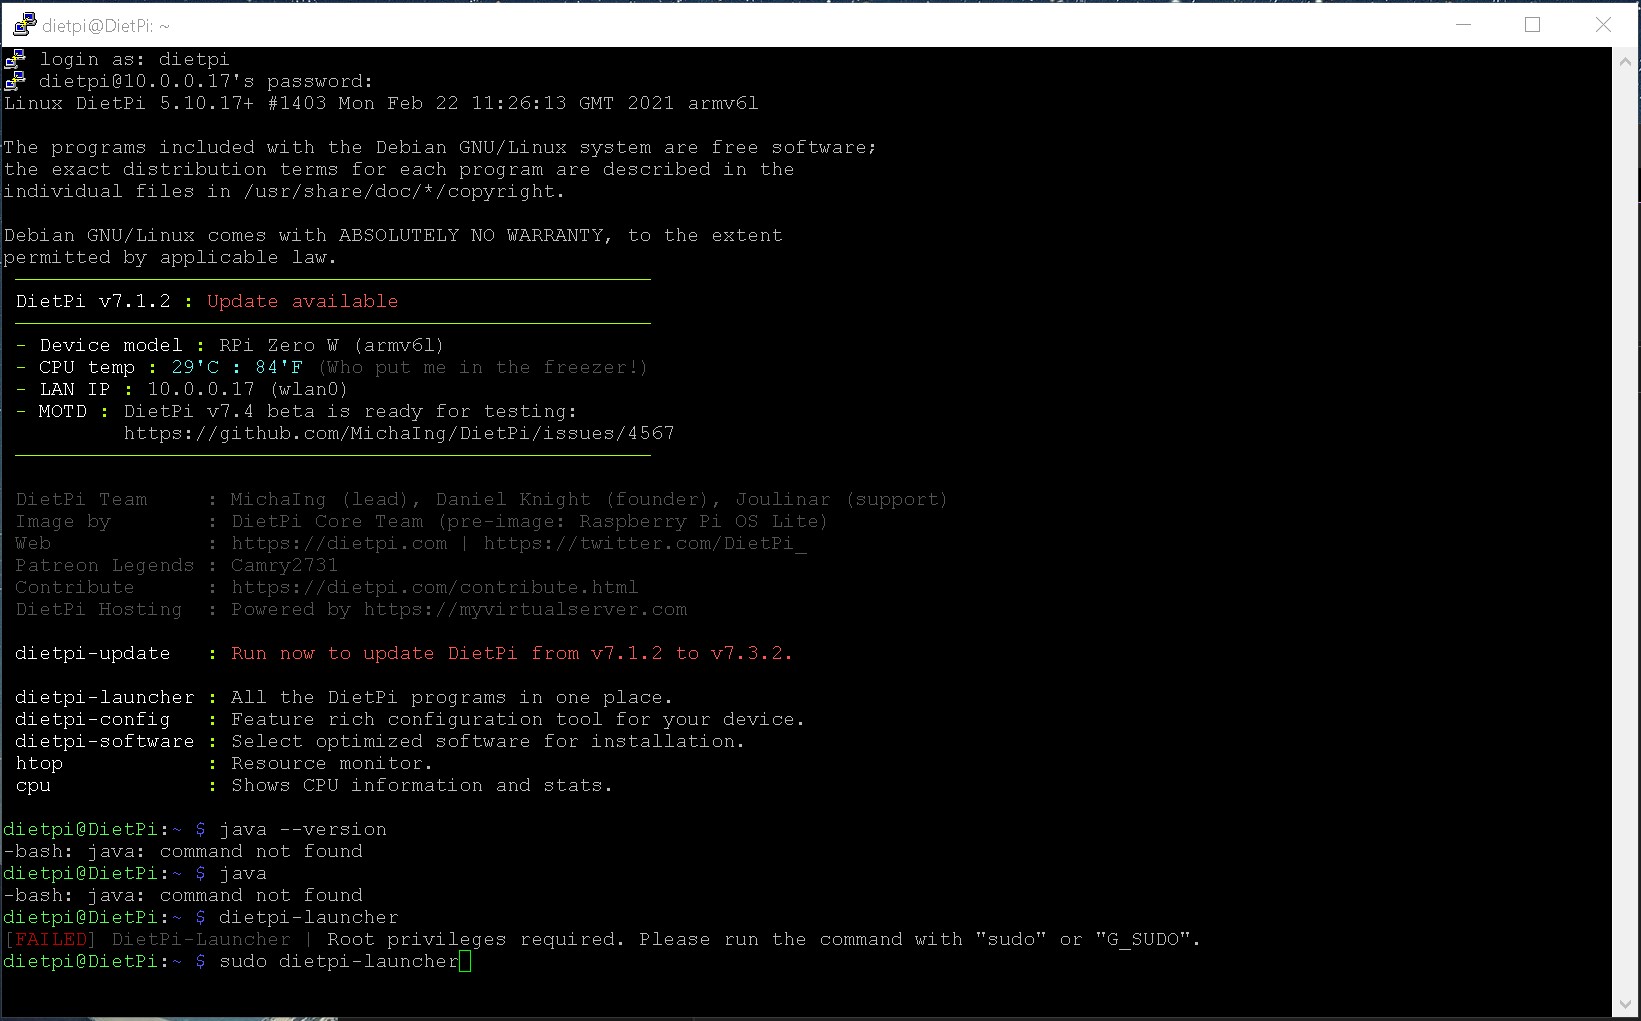 dietpi@DietPi: ~
login as: dietpi
dietpi@10.0.0.17's password:
Linux DietPi 5.10.17+ #1403 Mon Feb 22 11:26:13 GMT 2021 armv6l
The programs included with the Debian GNU/Linux system are free software;
the exact distribution terms for each program are described in the
individual files in /usr/share/doc/*/copyright.
Debian GNU/Linux comes with ABSOLUTELY NO WARRANTY, to the extent
permitted by applicable law.
DietPi v7.1.2 : Update available
- Device model : RPi Zero W (armv6l)
- CPU temp : 29'C : 84'F (Who put me in the freezer!)
- LAN IP : 10.0.0.17 (wlan0)
- MOTD : DietPi v7.4 beta is ready for testing:
https://github.com/MichaIng/DietPi/issues/4567
DietPi Team : MichaIng (lead), Daniel Knight (founder), Joulinar (support)
Image by : DietPi Core Team (pre-image: Raspberry Pi OS Lite)
Web : https://dietpi.com | https://twitter.com/DietPi_
Patreon Legends : Camry2731
Contribute : https://dietpi.com/contribute.html
DietPi Hosting : Powered by https://myvirtualserver.com
dietpi-update : Run now to update DietPi from v7.1.2 to v7.3.2.
dietpi-launcher : All the DietPi programs in one place.
dietpi-config : Feature rich configuration tool for your device.
dietpi-software : Select optimized software for installation.
htop : Resource monitor.
cpu : Shows CPU information and stats.
dietpi@DietPi:~ $ java --version
-bash: java: command not found
dietpi@DietPi:~ $ java
-bash: java: command not found
dietpi@DietPi:~ $ dietpi-launcher
[FAILED] DietPi-Launcher | Root privileges required. Please run the command with "sudo" or "G_SUDO".
dietpi@DietPi:~ $ sudo dietpi-launcher